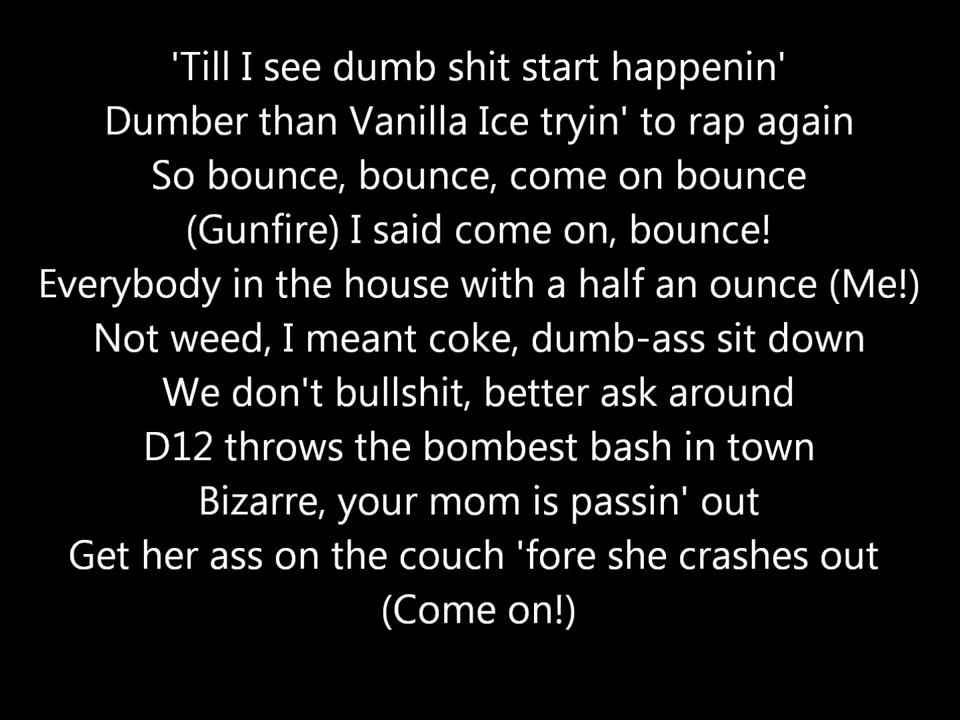 'Till I see dumb shit start happenin'
Dumber than Vanilla Ice tryin' to rap again
So bounce, bounce, come on bounce
(Gunfire) I said come on, bounce!
Everybody in the house with a half an ounce (Me!)
Not weed, I meant coke, dumb-ass sit down
We don't bullshit, better ask around
D12 throws the bombest bash in town
Bizarre, your mom is passin' out
Get her ass on the couch 'fore she crashes out
(Come on!)